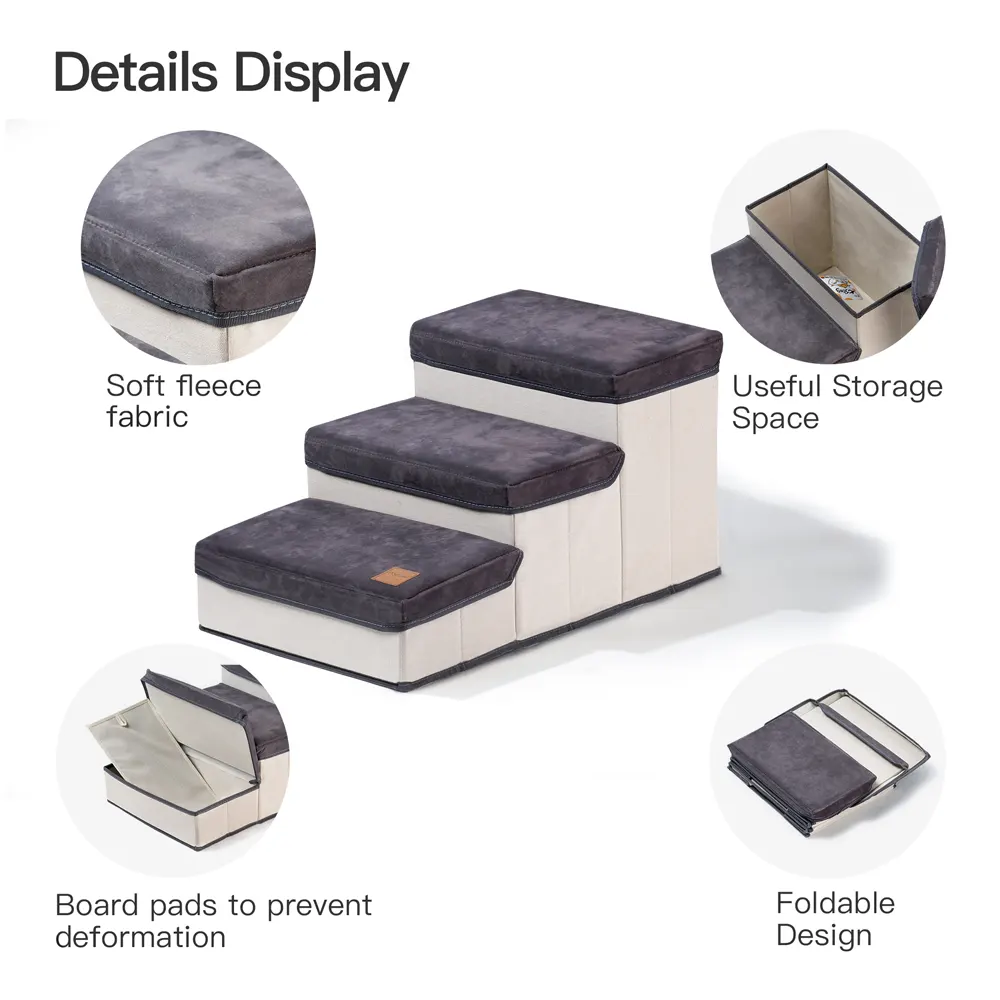 Details Display
Soft fleece
fabric
Useful Storage
Space
Board pads to prevent
deformation
Foldable
Design